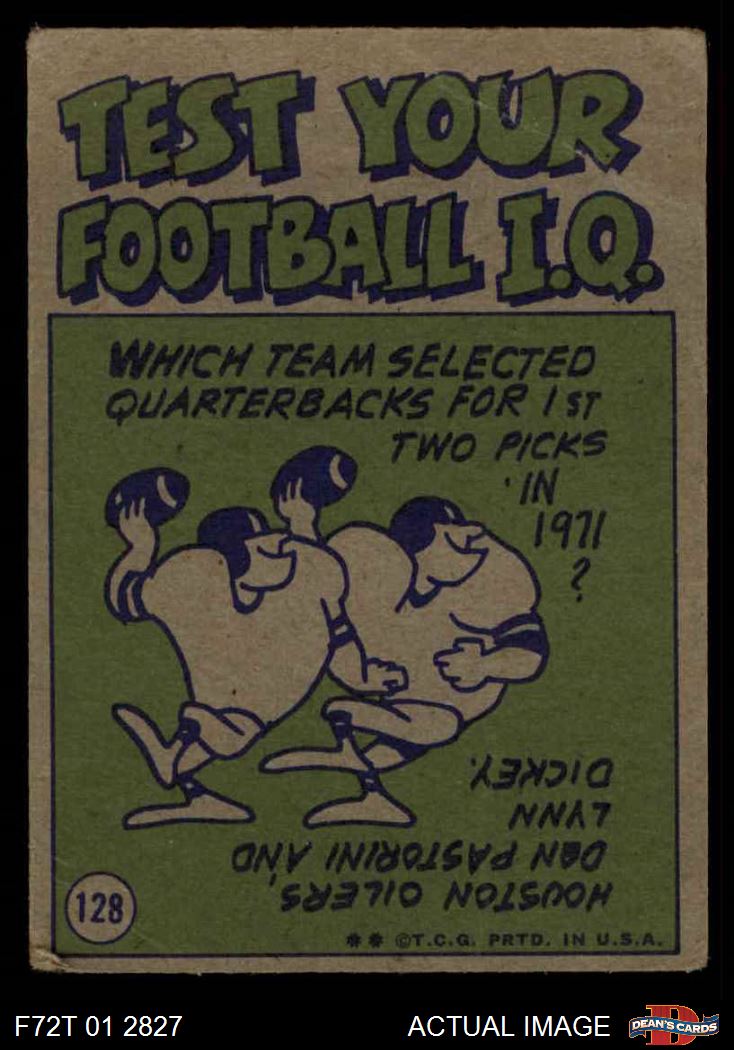 TEST YOUR
FOOTBALL I.Q.
WHICH TEAM SELECTED
QUARTERBACKS FOR 1ST
TWO PICKS
IN
1971
?
HOUSTON OILERS,
DAN PASTORINI AND
LYNN
DICKEY.
128
** ©T.C.G. PRTD. IN U.S.A.
F72T 01 2827
ACTUAL IMAGE
DEAN'S CARDS